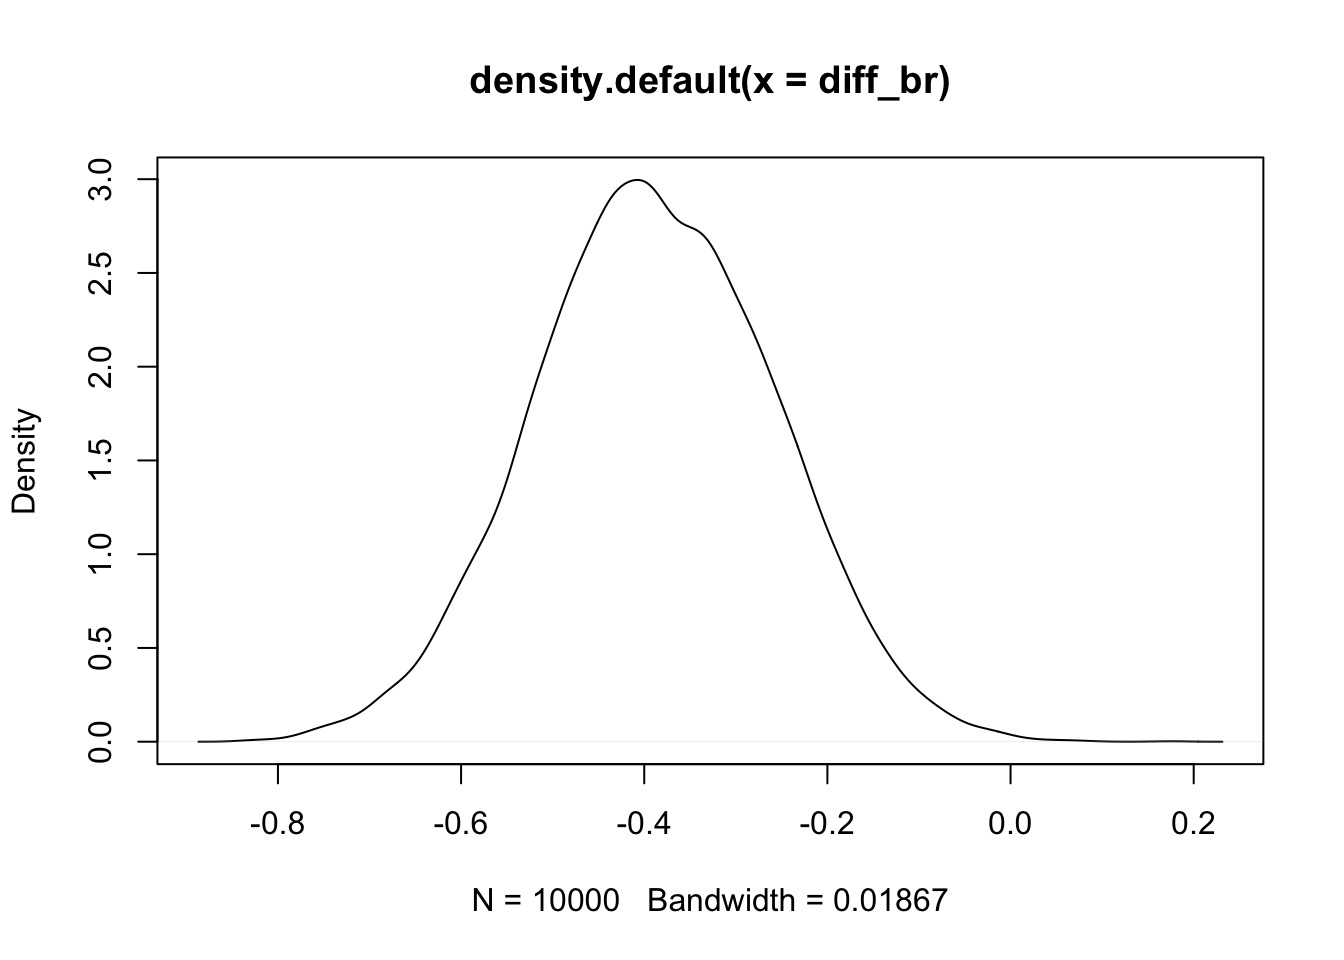 density.default(x = diff_br)
Density
3.0
2.5
2.0
1.5
1.0
0.5
0.0
-0.8 -0.6 -0.4 -0.2 0.0 0.2
N = 10000 Bandwidth = 0.01867